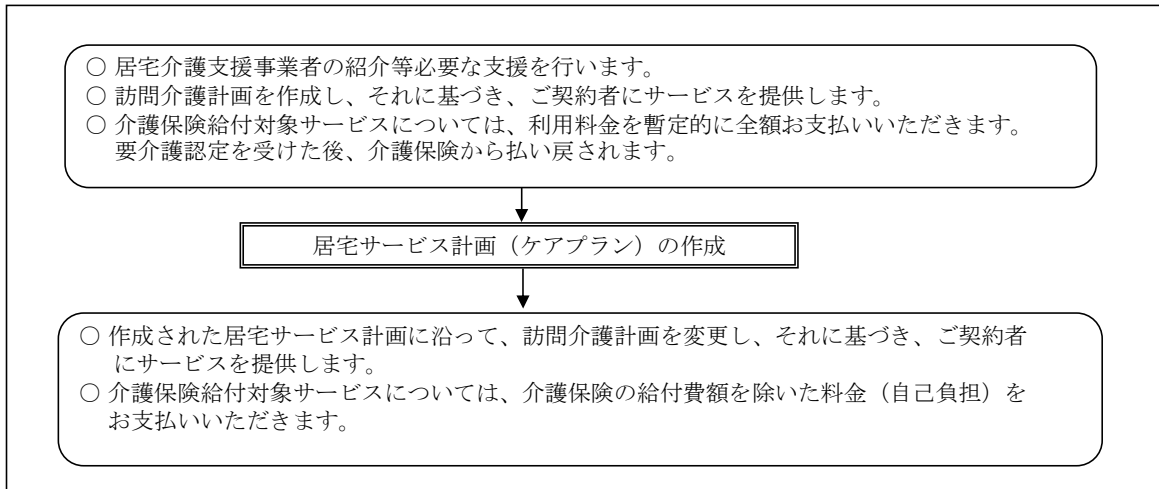 ○ 居宅介護支援事業者の紹介等必要な支援を行います。
○ 訪問介護計画を作成し、それに基づき、ご契約者にサービスを提供します。
○ 介護保険給付対象サービスについては、利用料金を暫定的に全額お支払いいただきます。
要介護認定を受けた後、介護保険から払い戻されます。
居宅サービス計画（ケアプラン）の作成
○ 作成された居宅サービス計画に沿って、訪問介護計画を変更し、それに基づき、ご契約者
にサービスを提供します。
○ 介護保険給付対象サービスについては、介護保険の給付費額を除いた料金（自己負担）を
お支払いいただきます。